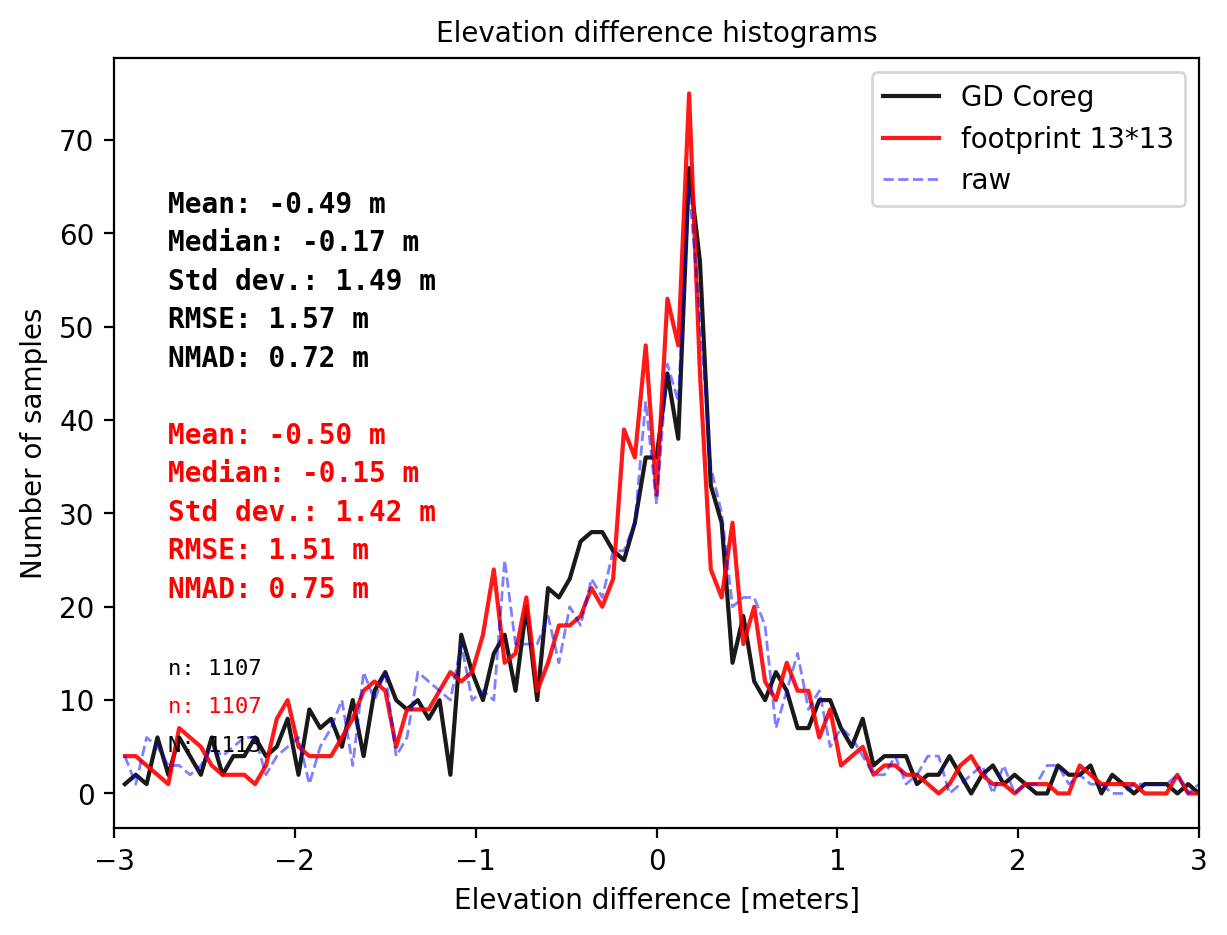 Elevation difference histograms
GD Coreg
footprint 13*13
raw
Number of samples
70
60
50
40
30
20
10
0
Mean: -0.49 m
Median: -0.17 m
Std dev.: 1.49 m
RMSE: 1.57 m
NMAD: 0.72 m
Mean: -0.50 m
Median: -0.15 m
Std dev.: 1.42 m
RMSE: 1.51 m
NMAD: 0.75 m
n: 1107
n: 1107
N:
−3 −2 −1 0 1 2 3
Elevation difference [meters]